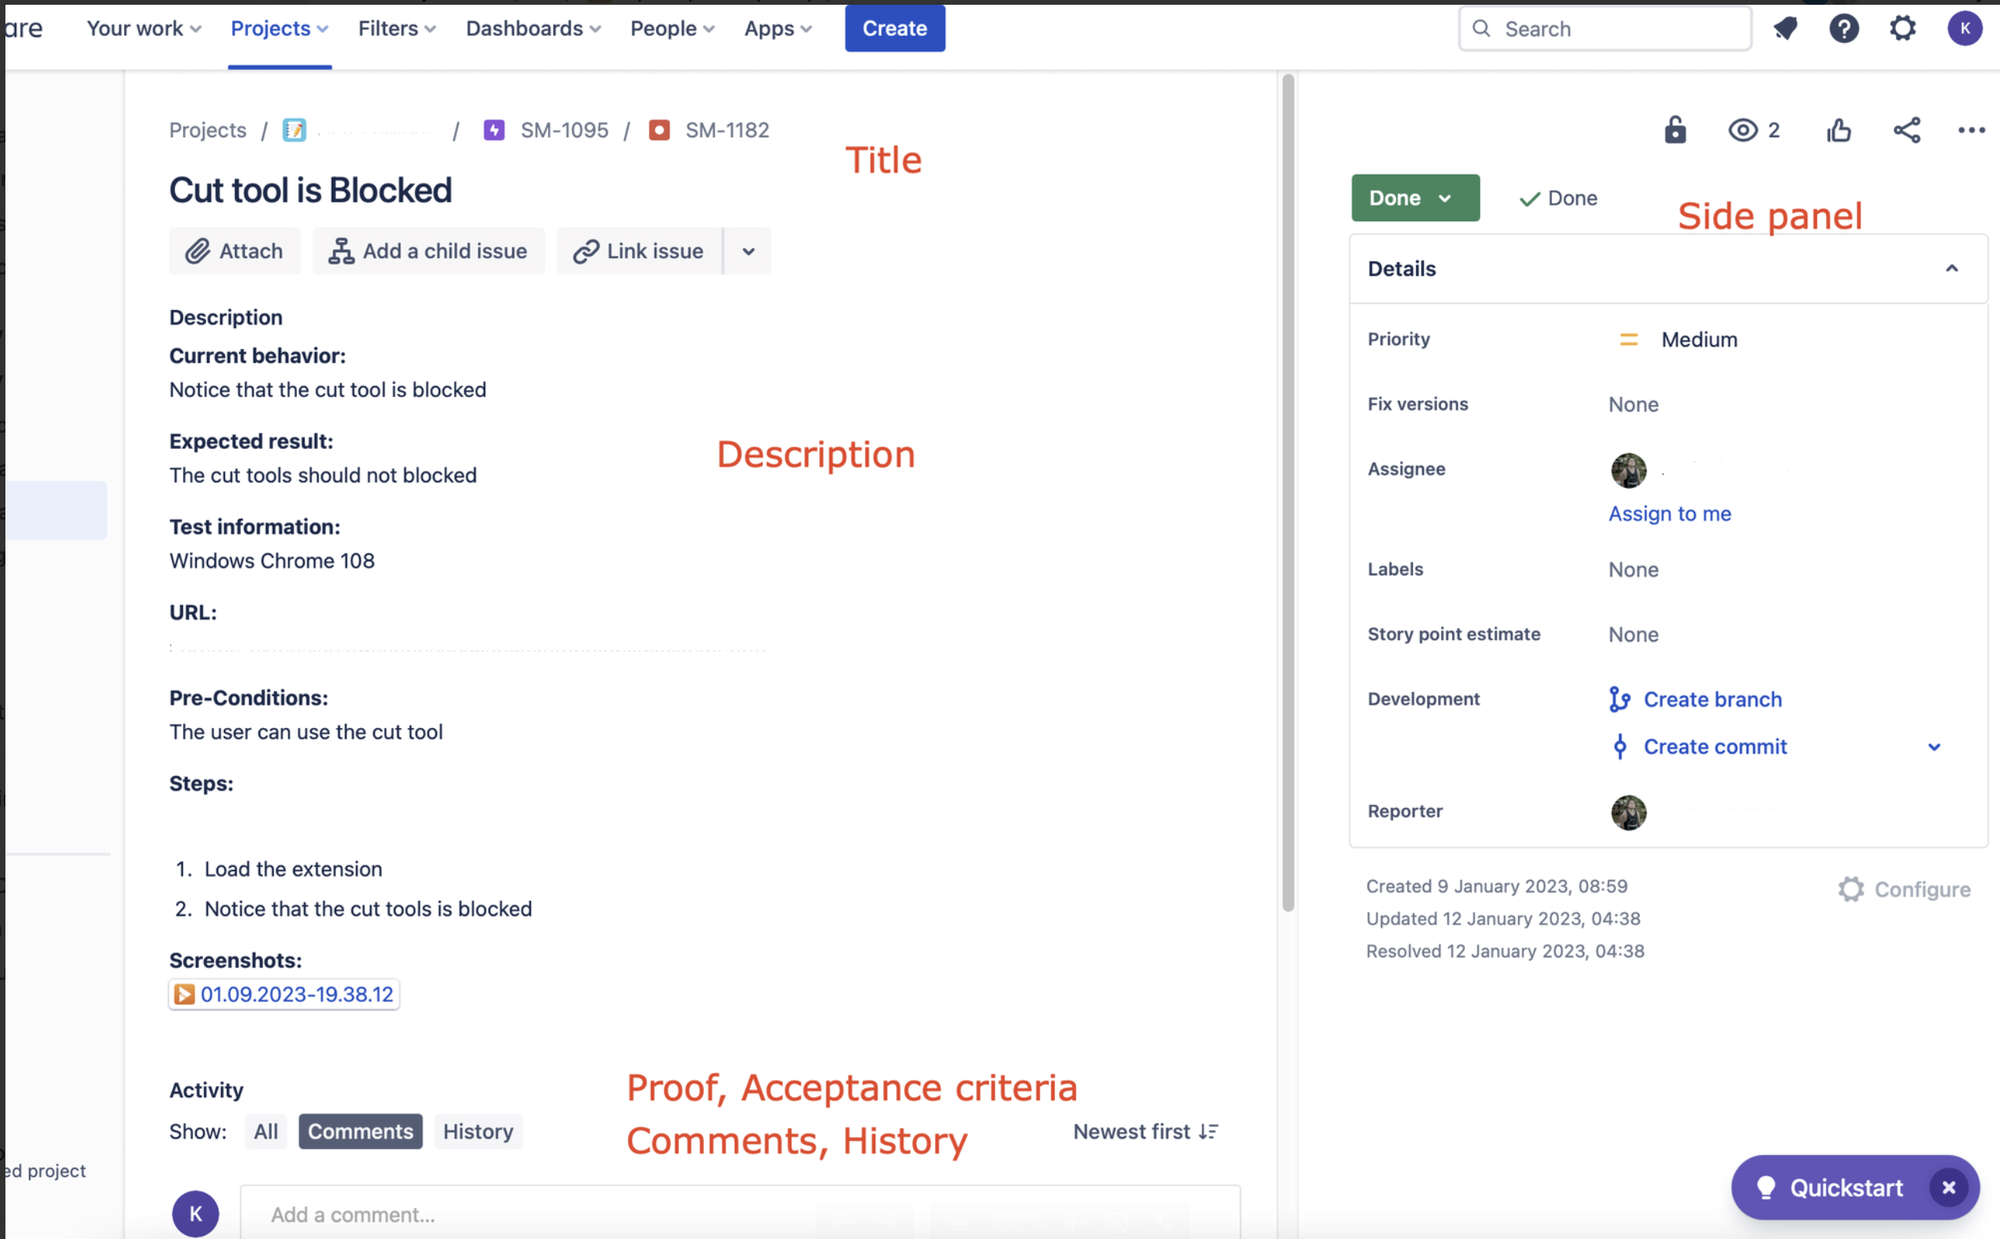 are Your work Projects Filters Dashboards People Apps Create Search K
Projects / / SM-1095 / SM-1182
2
Title
Cut tool is Blocked
Done Done
Side panel
Attach Add a child issue Link issue
Details
Description
Current behavior:
Notice that the cut tool is blocked
Priority Medium
Fix versions None
Expected result:
The cut tools should not blocked
Description
Assignee
Assign to me
Test information:
Windows Chrome 108
Labels None
URL:
Story point estimate None
Pre-Conditions:
The user can use the cut tool
Development Create branch
Create commit
Steps:
Reporter
1. Load the extension
2. Notice that the cut tools is blocked
Created 9 January 2023, 08:59
Configure
Updated 12 January 2023, 04:38
Resolved 12 January 2023, 04:38
Screenshots:
01.09.2023-19.38.12
Activity
Proof, Acceptance criteria
Comments, History
Show: All Comments History
Newest first
ed project
Quickstart
K
Add a comment...